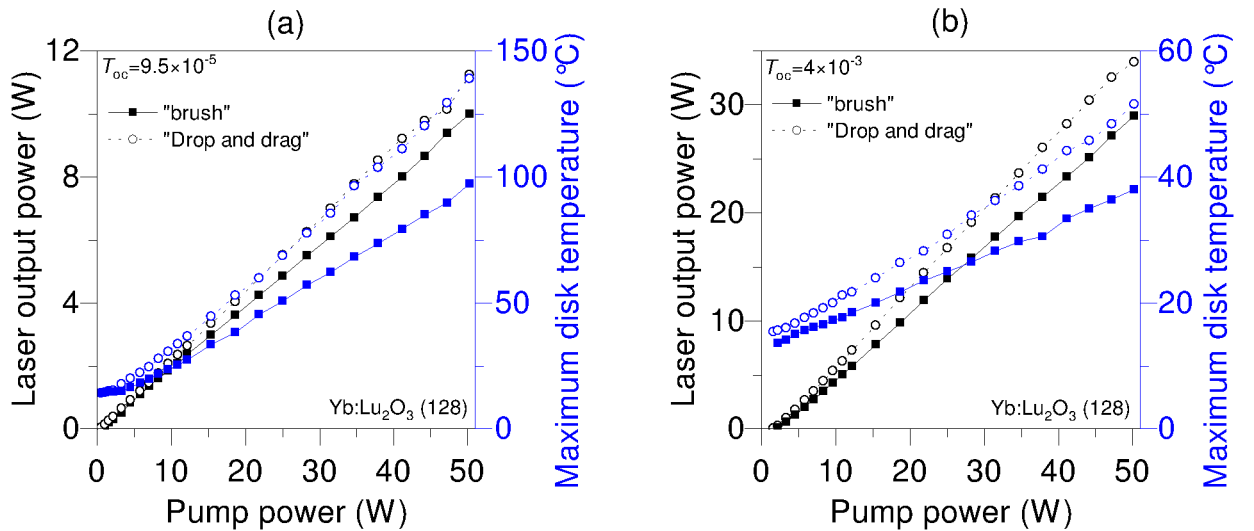 (a)
12
8
4
0
Laser output power (W)
T_oc=9.5×10^-5
"brush"
"Drop and drag"
Yb:Lu₂O₃ (128)
150
100
50
0
Maximum disk temperature (°C)
0 10 20 30 40 50
Pump power (W)
(b)
30
20
10
0
Laser output power (W)
T_oc=4×10^-3
"brush"
"Drop and drag"
Yb:Lu₂O₃ (128)
60
40
20
0
Maximum disk temperature (°C)
0 10 20 30 40 50
Pump power (W)